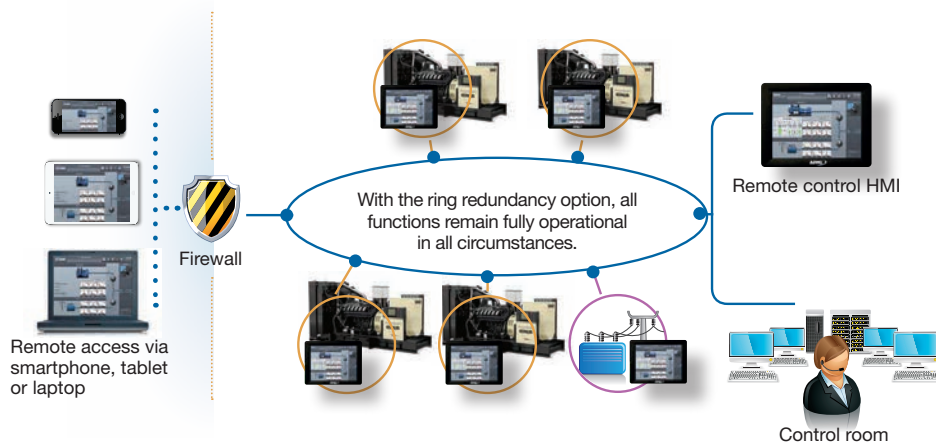 With the ring redundancy option, all
functions remain fully operational
in all circumstances.
Remote control HMI
Firewall
Remote access via
smartphone, tablet
or laptop
Control room